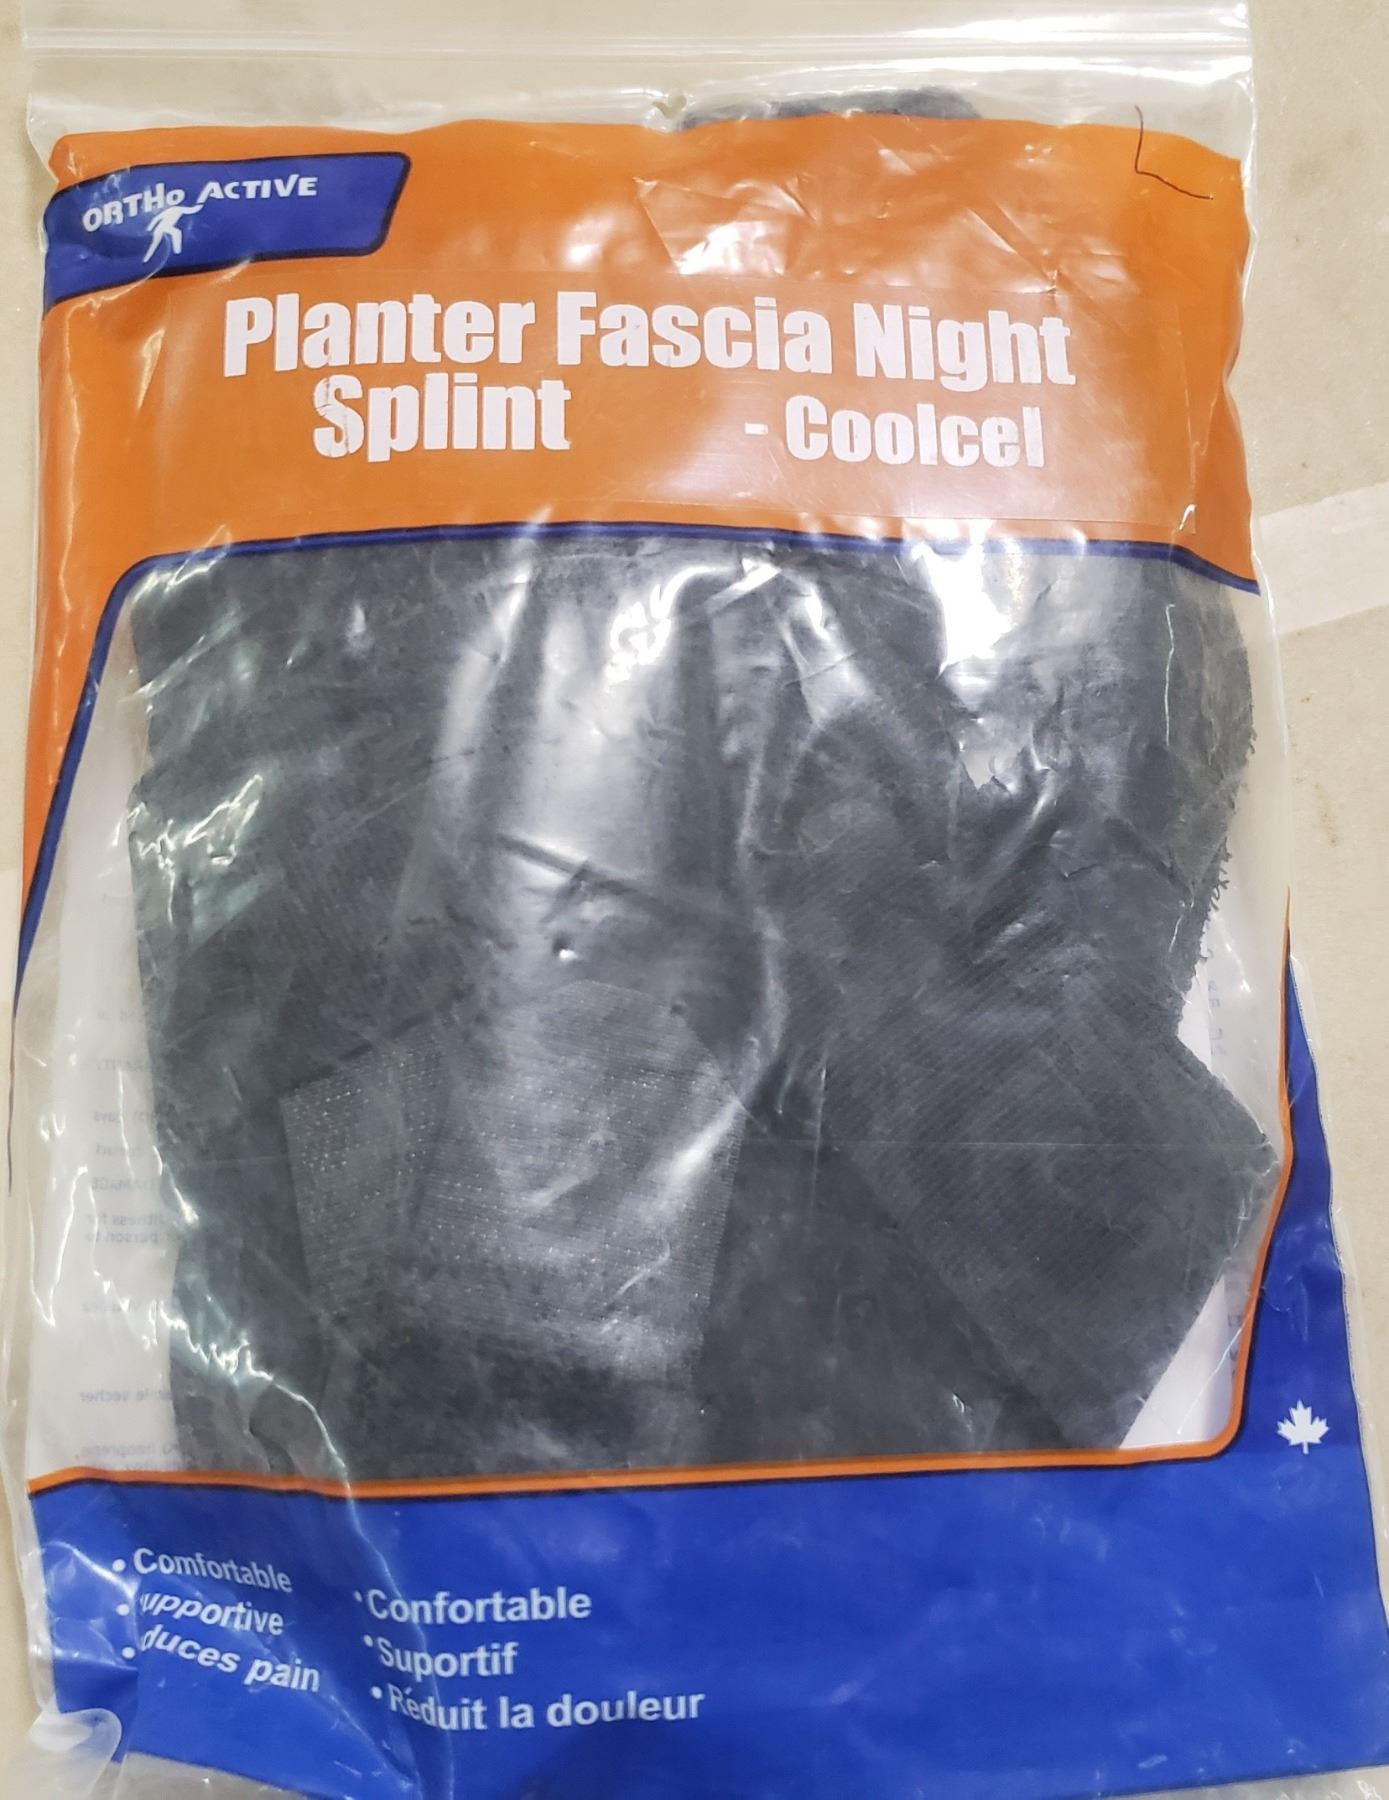 ORTHO ACTIVE
Planter Fascia Night
Splint - Coolcel
• Comfortable
• upportive
• duces pain
• Confortable
• Suportif
• Réduit la douleur